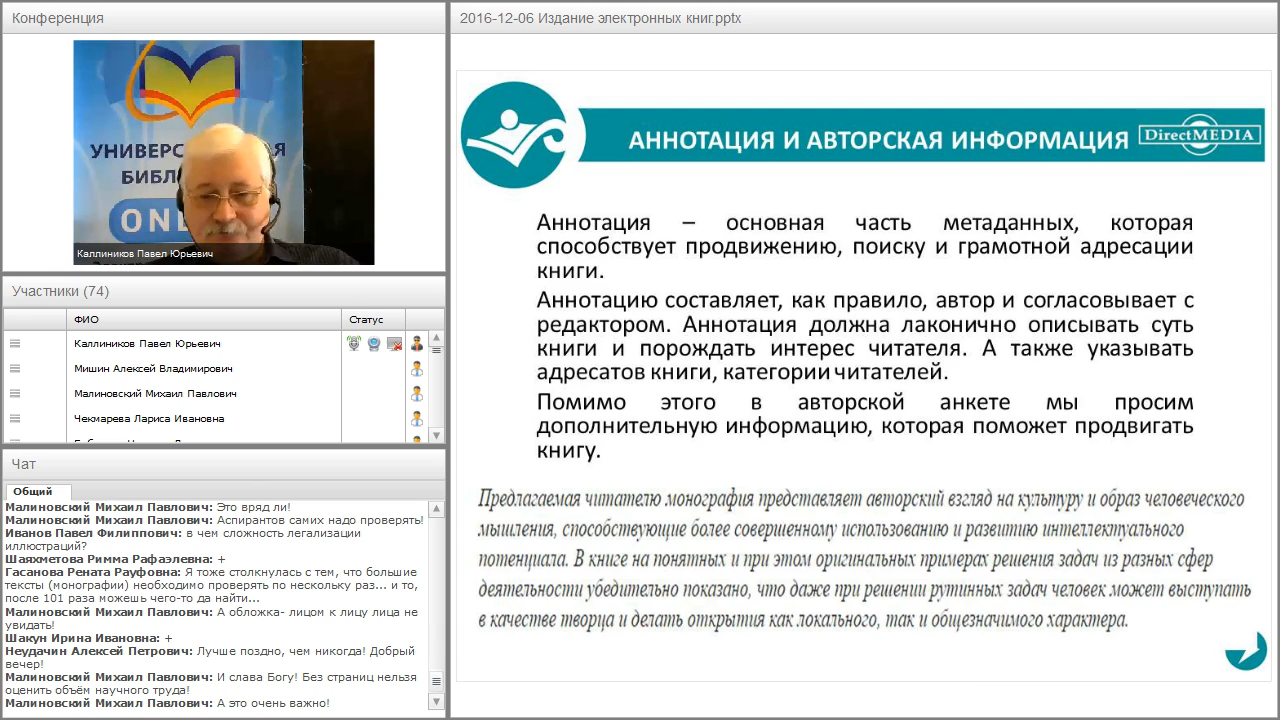 Конференция
УНИВЕРС
АЯ
БИБЛ
ONL
Каллиников Павел Юрьевич
Участники (74)
ФИО
Статус
Каллиников Павел Юрьевич
Мишин Алексей Владимирович
Малиновский Михаил Павлович
Чекмарева Лариса Ивановна
Чат
Общий
Малиновский Михаил Павлович: Это вряд ли!
Малиновский Михаил Павлович: Аспирантов самих надо проверять!
Иванов Павел Филиппович: в чем сложность легализации
иллюстраций?
Шаяхметова Римма Рафаэлевна: +
Гасанова Рената Рауфовна: Я тоже столкнулась с тем, что большие
тексты (монографии) необходимо проверять по нескольку раз... и то,
после 101 раза можешь чего-то да найти...
Малиновский Михаил Павлович: А обложка- лицом к лицу лица не
увидать!
Шакун Ирина Ивановна: +
Неудачин Алексей Петрович: Лучше поздно, чем никогда! Добрый
вечер!
Малиновский Михаил Павлович: И слава Богу! Без страниц нельзя
оценить объём научного труда!
Малиновский Михаил Павлович: А это очень важно!
2016-12-06 Издание электронных книг.pptx
АННОТАЦИЯ И АВТОРСКАЯ ИНФОРМАЦИЯ
DirectMEDIA
Аннотация – основная часть метаданных, которая
способствует продвижению, поиску и грамотной адресации
книги.
Аннотацию составляет, как правило, автор и согласовывает с
редактором. Аннотация должна лаконично описывать суть
книги и порождать интерес читателя. А также указывать
адресатов книги, категории читателей.
Помимо этого в авторской анкете мы просим
дополнительную информацию, которая поможет продвигать
книгу.
Предлагаемая читателю монография представляет авторский взгляд на культуру и образ человеческого
мышления, способствующие более совершенному использованию и развитию интеллектуального
потенциала. В книге на понятных и при этом оригинальных примерах решения задач из разных сфер
деятельности убедительно показано, что даже при решении рутинных задач человек может выступать
в качестве творца и делать открытия как локального, так и общезначимого характера.